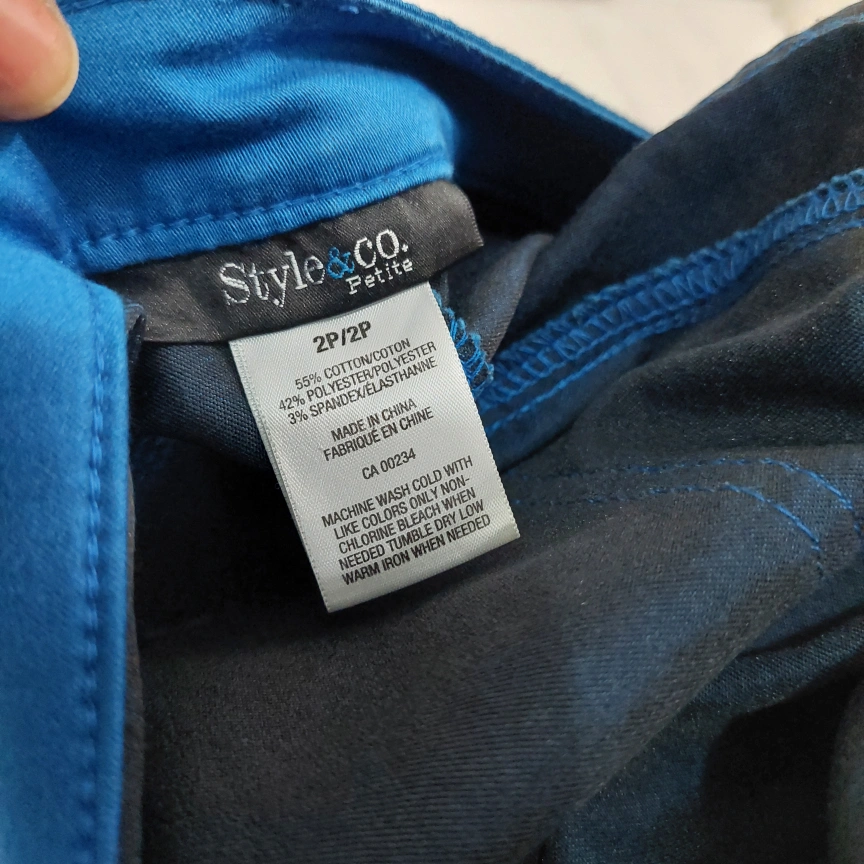 Style&co.
Petite
2P/2P
55% COTTON/COTON
42% POLYESTER/POLYESTER
3% SPANDEX/ÉLASTHANNE
MADE IN CHINA
FABRIQUÉ EN CHINE
CA 00234
MACHINE WASH COLD WITH
LIKE COLORS ONLY NON-
CHLORINE BLEACH WHEN
NEEDED TUMBLE DRY LOW
WARM IRON WHEN NEEDED